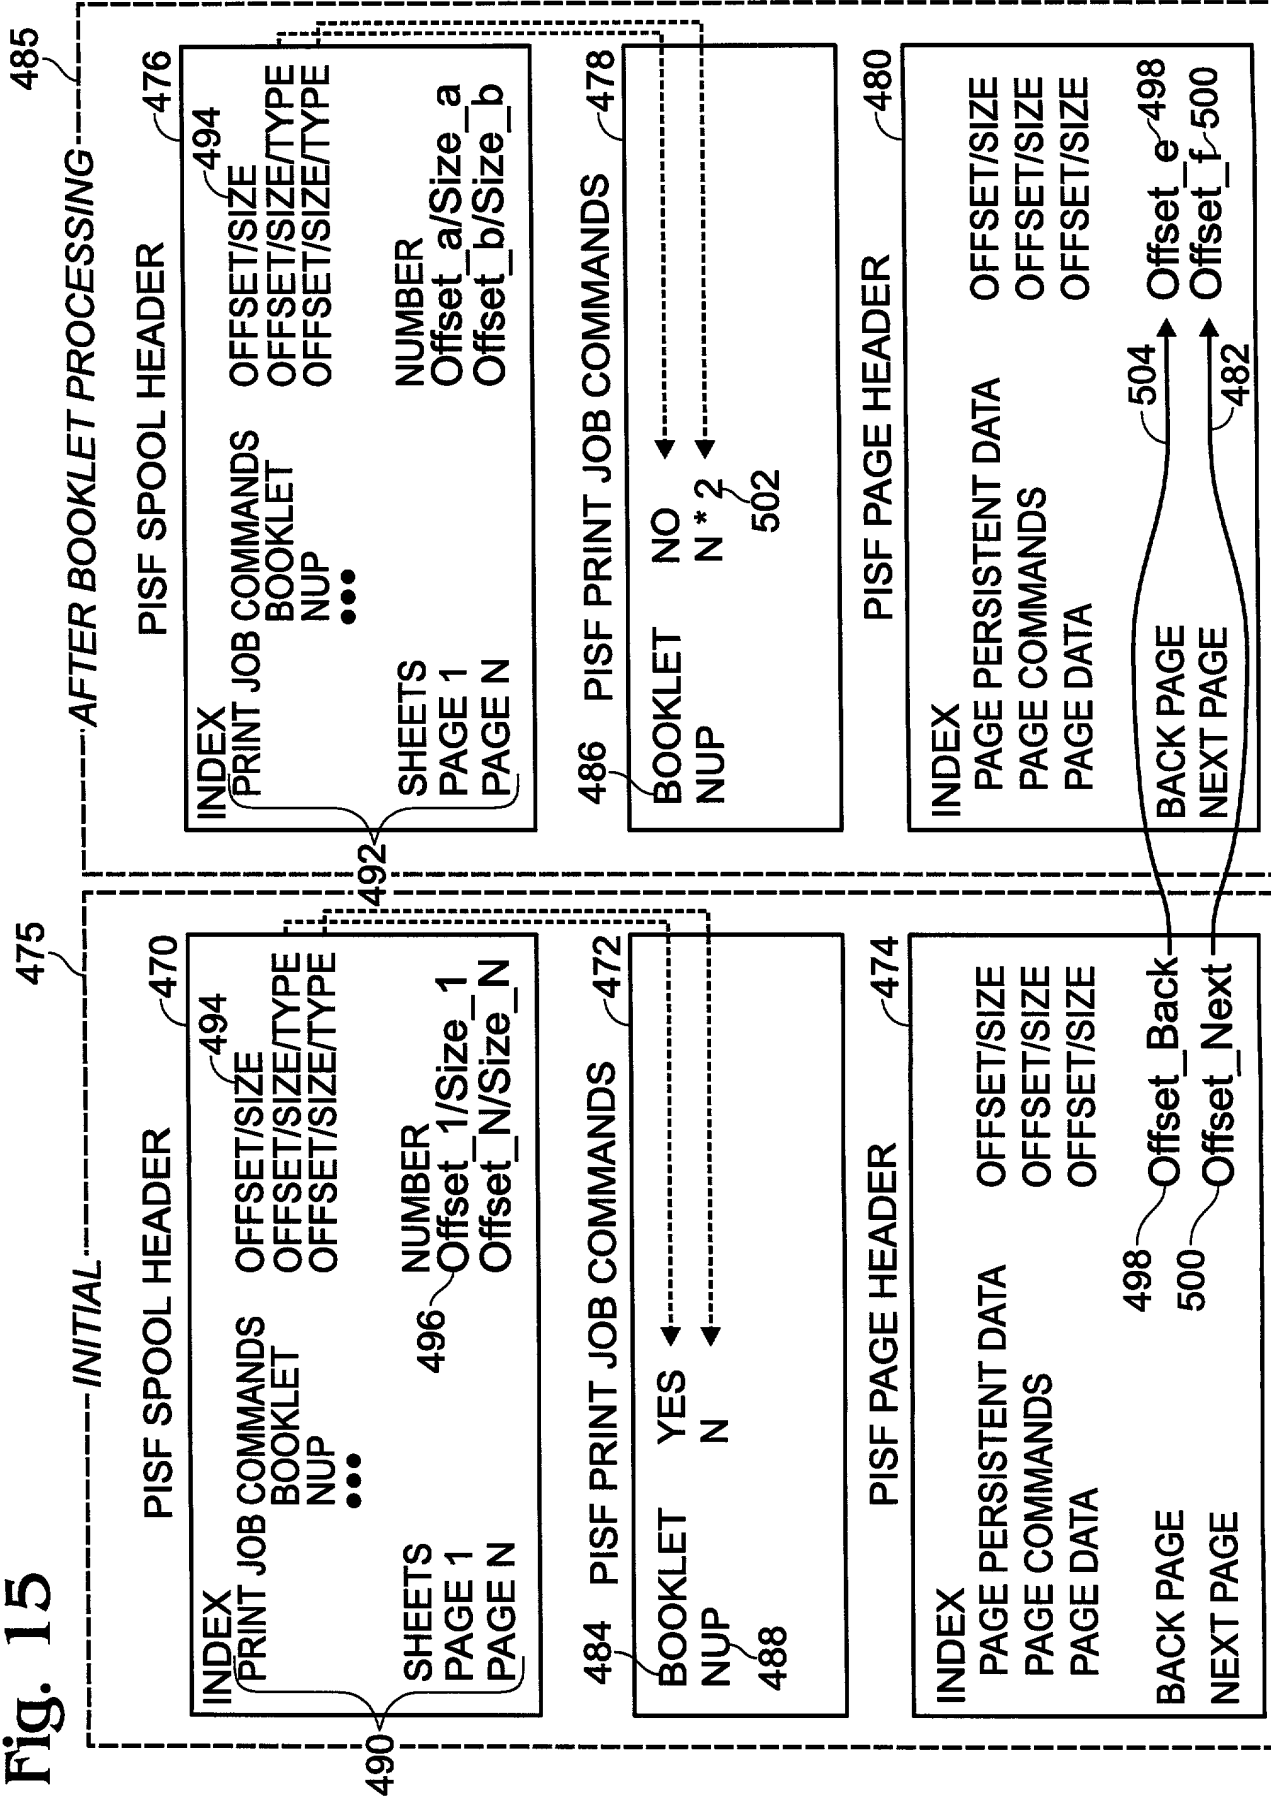 Fig. 15
475
INITIAL
PISF SPOOL HEADER
470
INDEX
PRINT JOB COMMANDS OFFSET/SIZE 494
BOOKLET OFFSET/SIZE/TYPE
NUP OFFSET/SIZE/TYPE
•••
SHEETS NUMBER
PAGE 1 Offset_1/Size_1
PAGE N Offset_N/Size_N
490
496
484
PISF PRINT JOB COMMANDS
472
BOOKLET YES
NUP N
488
PISF PAGE HEADER
474
INDEX
PAGE PERSISTENT DATA OFFSET/SIZE
PAGE COMMANDS OFFSET/SIZE
PAGE DATA OFFSET/SIZE
BACK PAGE 498 Offset_Back
NEXT PAGE 500 Offset_Next
485
AFTER BOOKLET PROCESSING
PISF SPOOL HEADER
476
INDEX
PRINT JOB COMMANDS OFFSET/SIZE 494
BOOKLET OFFSET/SIZE/TYPE
NUP OFFSET/SIZE/TYPE
•••
SHEETS NUMBER
PAGE 1 Offset_a/Size_a
PAGE N Offset_b/Size_b
492
486
PISF PRINT JOB COMMANDS
478
BOOKLET NO
NUP N * 2
502
PISF PAGE HEADER
480
INDEX
PAGE PERSISTENT DATA OFFSET/SIZE
PAGE COMMANDS OFFSET/SIZE
PAGE DATA OFFSET/SIZE
504
BACK PAGE Offset_e 498
NEXT PAGE Offset_f 500
482